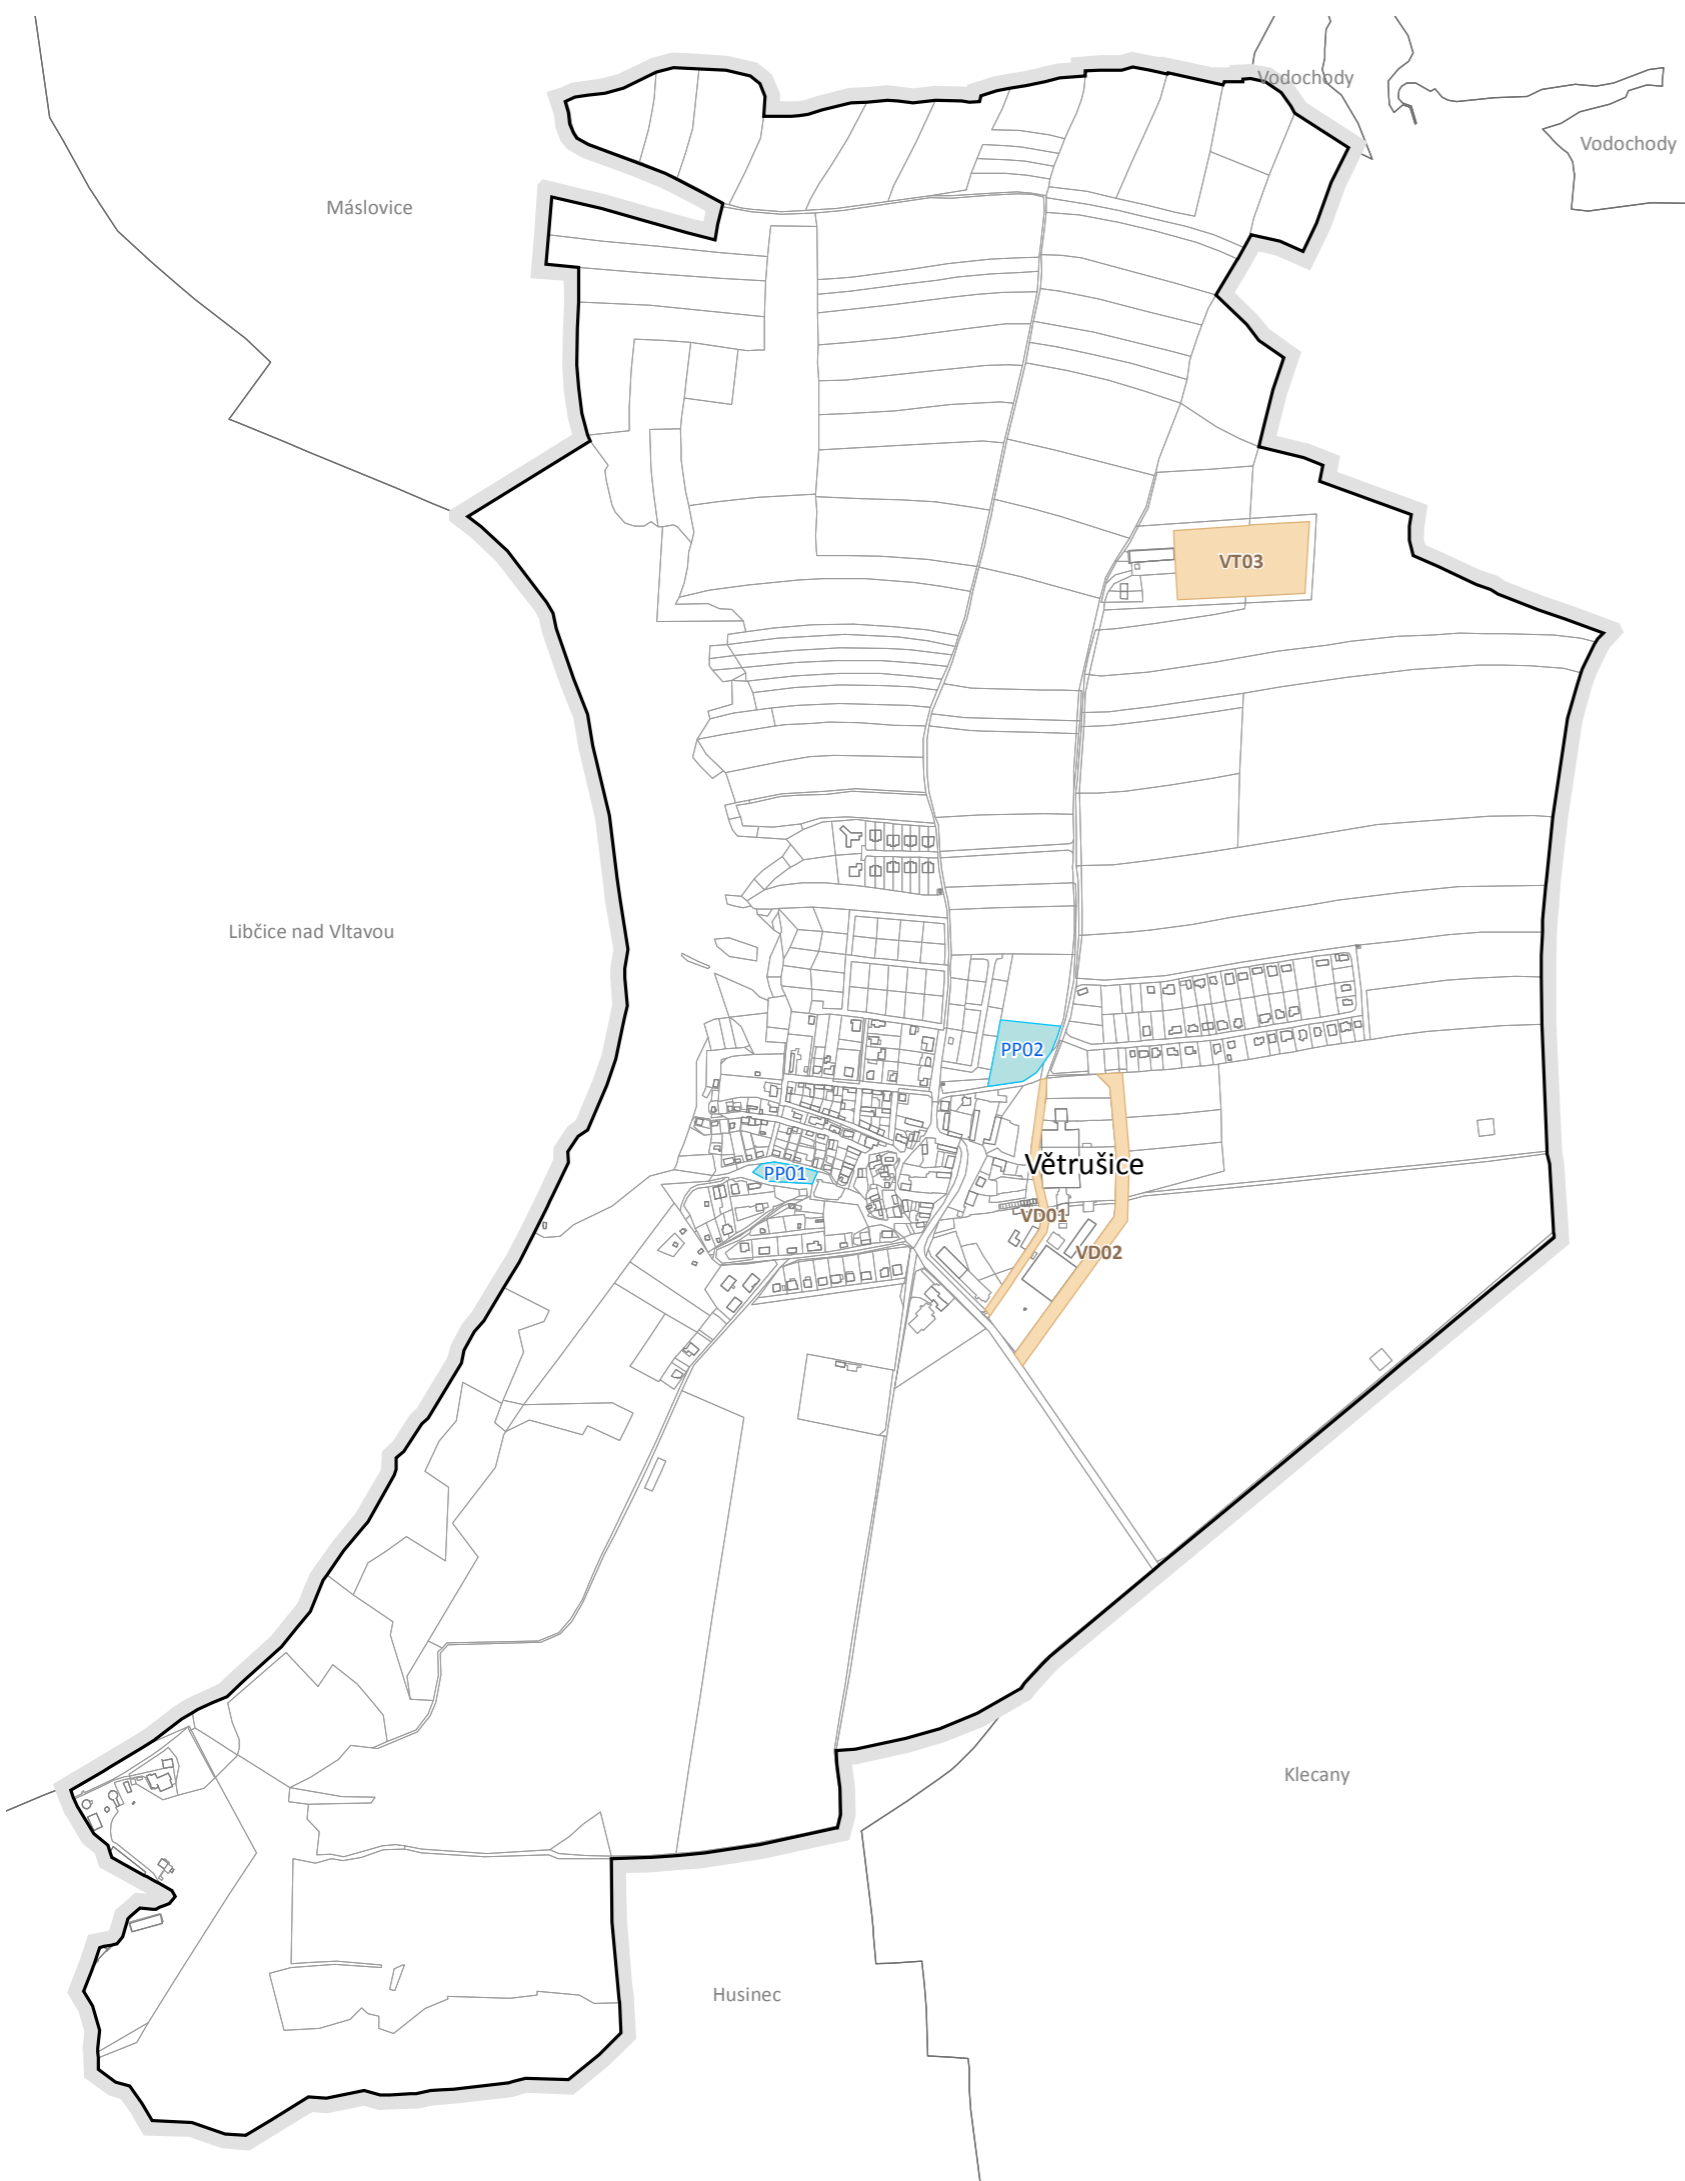 Vodochody
Vodochody
Máslovice
VT03
Libčice nad Vltavou
PP02
Větrušice
PP01
VD01
VD02
Klecany
Husinec